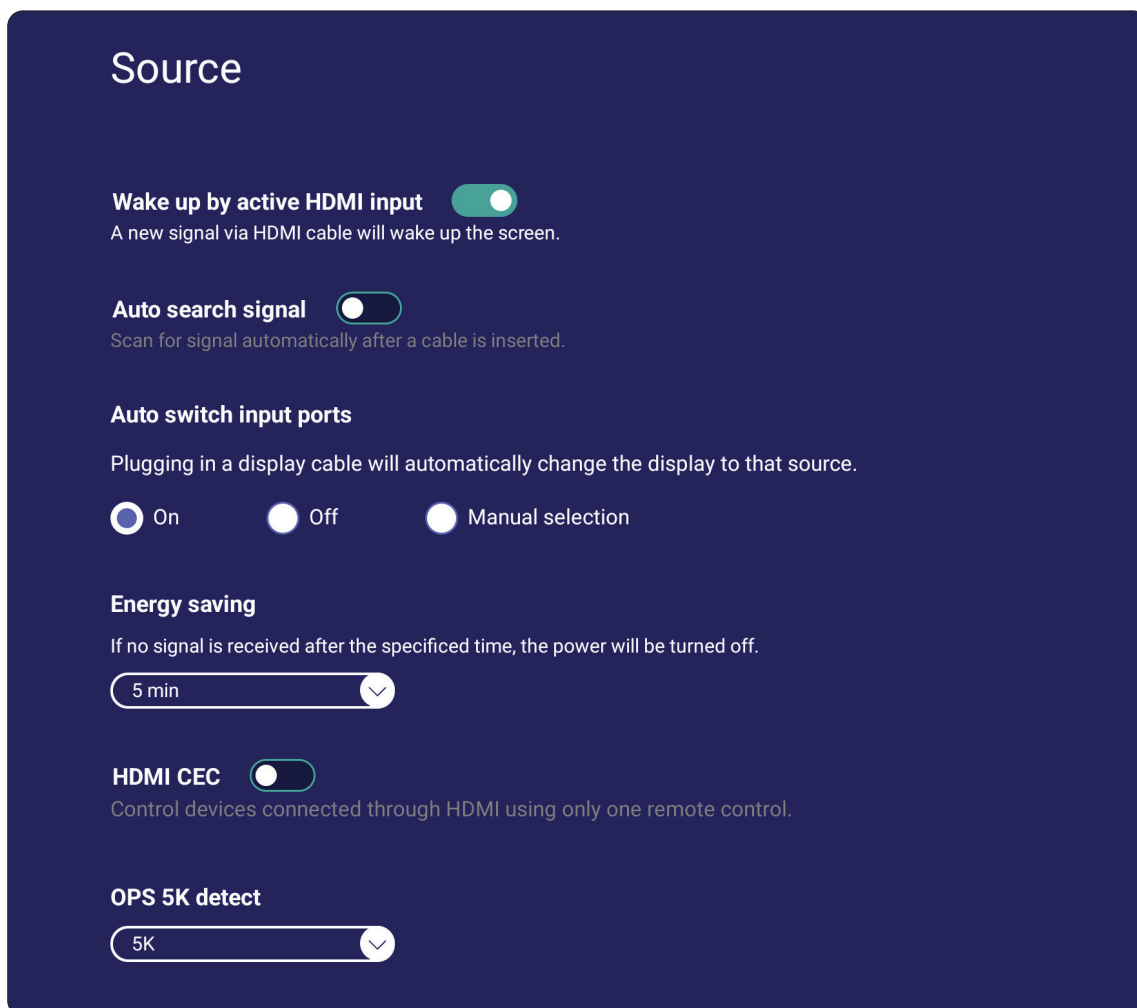 Source
Wake up by active HDMI input
A new signal via HDMI cable will wake up the screen.
Auto search signal
Scan for signal automatically after a cable is inserted.
Auto switch input ports
Plugging in a display cable will automatically change the display to that source.
On Off Manual selection
Energy saving
If no signal is received after the specificed time, the power will be turned off.
5 min
HDMI CEC
Control devices connected through HDMI using only one remote control.
OPS 5K detect
5K